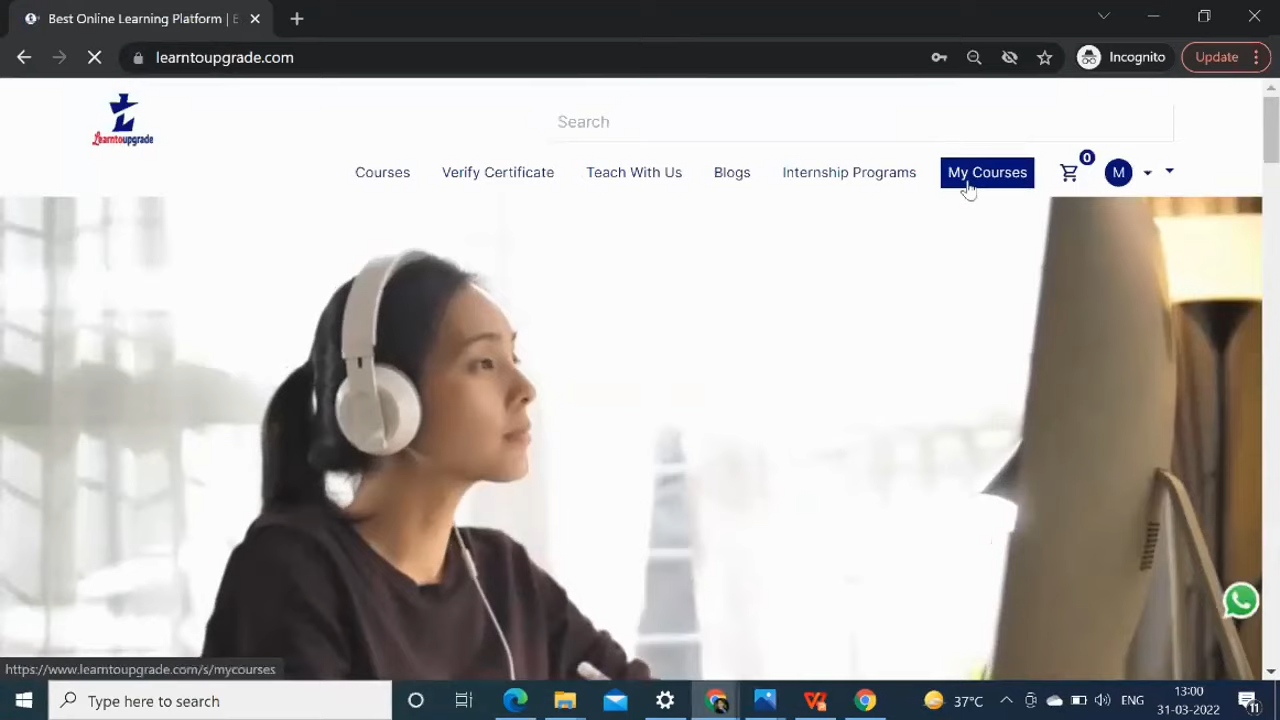 Best Online Learning Platform | E
learntoupgrade.com
Incognito
Update
Learntoupgrade
Search
Courses
Verify Certificate
Teach With Us
Blogs
Internship Programs
My Courses
0
M
https://www.learntoupgrade.com/s/mycourses
Type here to search
37°C
ENG
13:00
31-03-2022
11